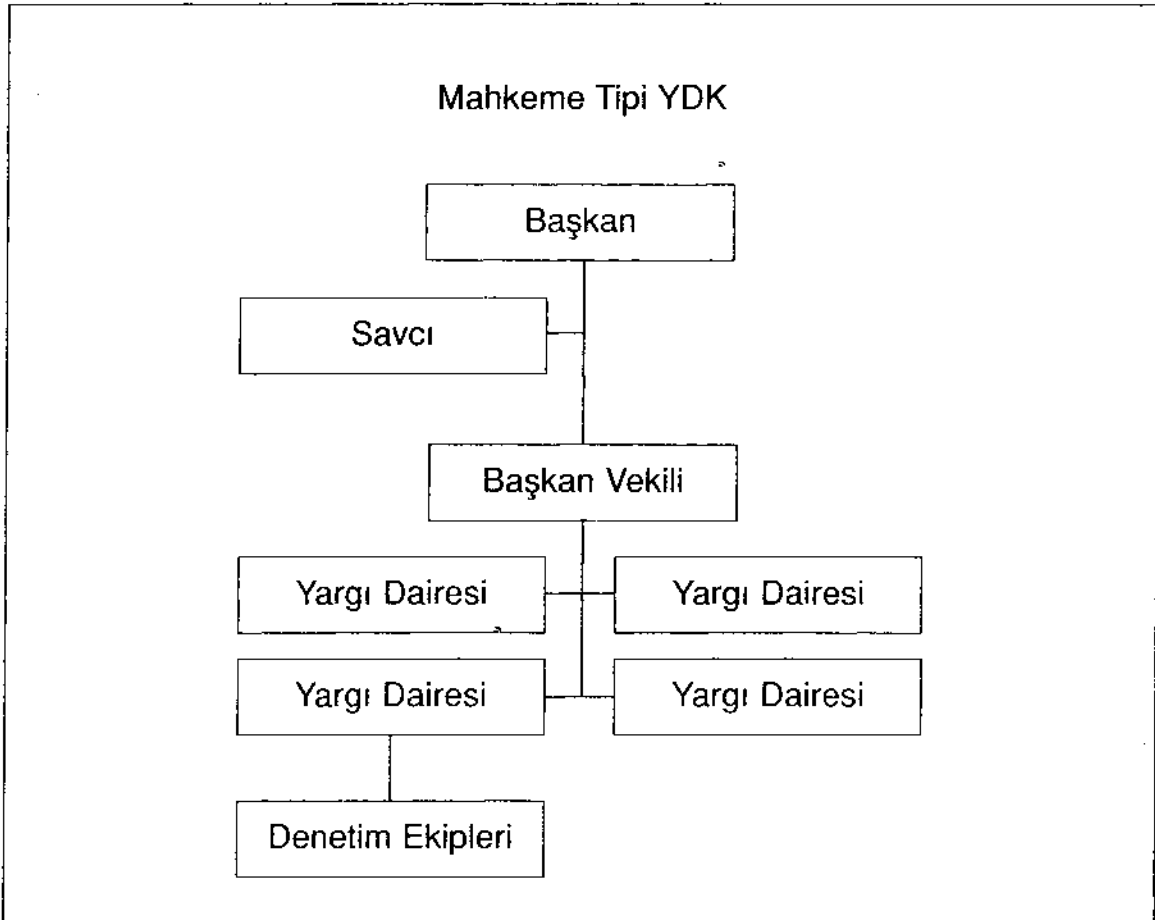 Mahkeme Tipi YDK
Başkan
Savcı
Başkan Vekili
Yargı Dairesi
Yargı Dairesi
Yargı Dairesi
Yargı Dairesi
Denetim Ekipleri